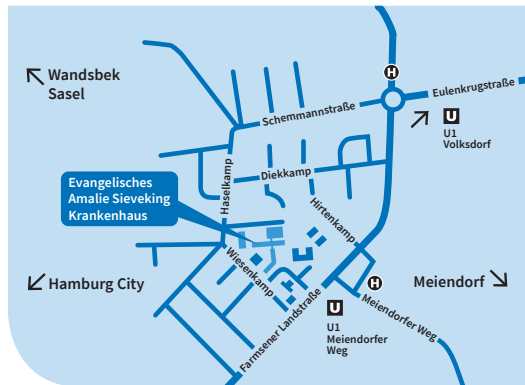 Wandsbek
Sasel
H
Eulenkrugstraße
Schemmannstraße
U
U1
Volksdorf
Evangelisches
Amalie Sieveking
Krankenhaus
Haselkamp
Diekkamp
Hirtenkamp
Wiesenkamp
Hamburg City
Farmsener Landstraße
H
Meiendorf
U
U1
Meiendorfer
Weg
Meiendorfer Weg